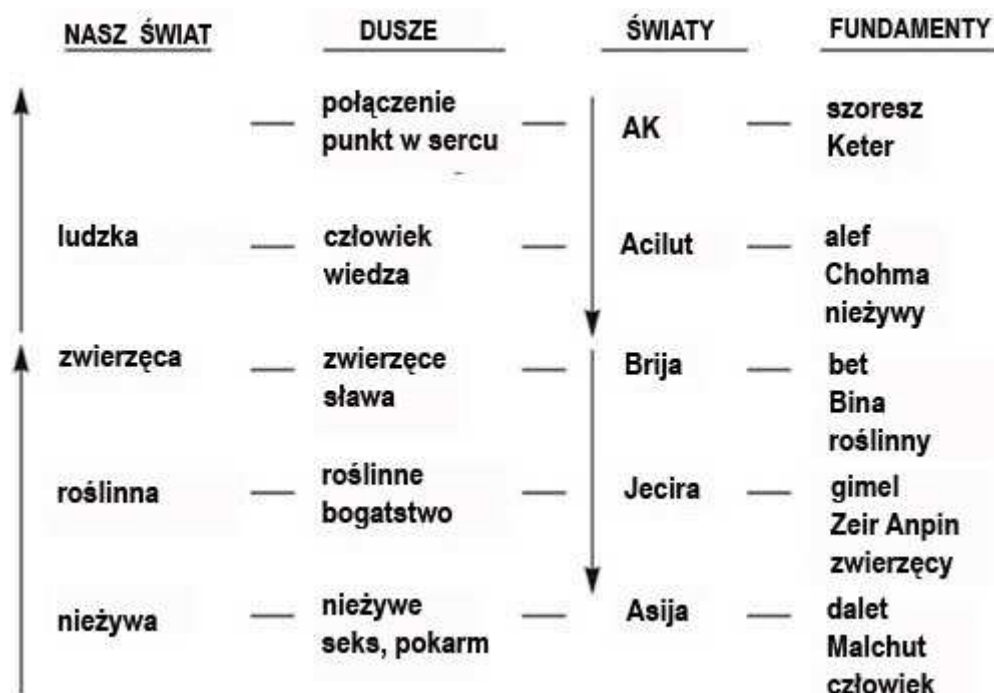 NASZ ŚWIAT DUSZE ŚWIATY FUNDAMENTY
połączenie
punkt w sercu
AK
szoresz
Keter
ludzka
człowiek
wiedza
Acilut
alef
Chohma
nieżywy
zwierzęca
zwierzęce
sława
Brija
bet
Bina
roślinny
roślinna
roślinne
bogatstwo
Jecira
gimel
Zeir Anpin
zwierzęcy
nieżywa
nieżywe
seks, pokarm
Asija
dalet
Malchut
człowiek